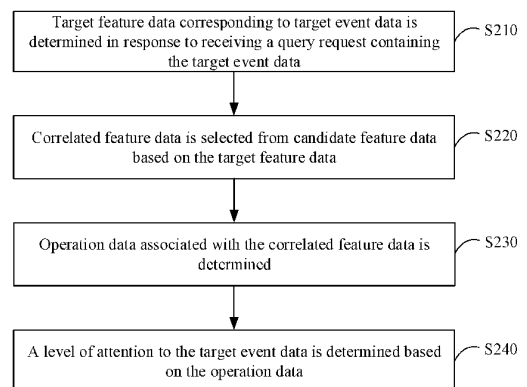 Target feature data corresponding to target event data is
determined in response to receiving a query request containing
the target event data
S210
Correlated feature data is selected from candidate feature data
based on the target feature data
S220
Operation data associated with the correlated feature data is
determined
S230
A level of attention to the target event data is determined based
on the operation data
S240